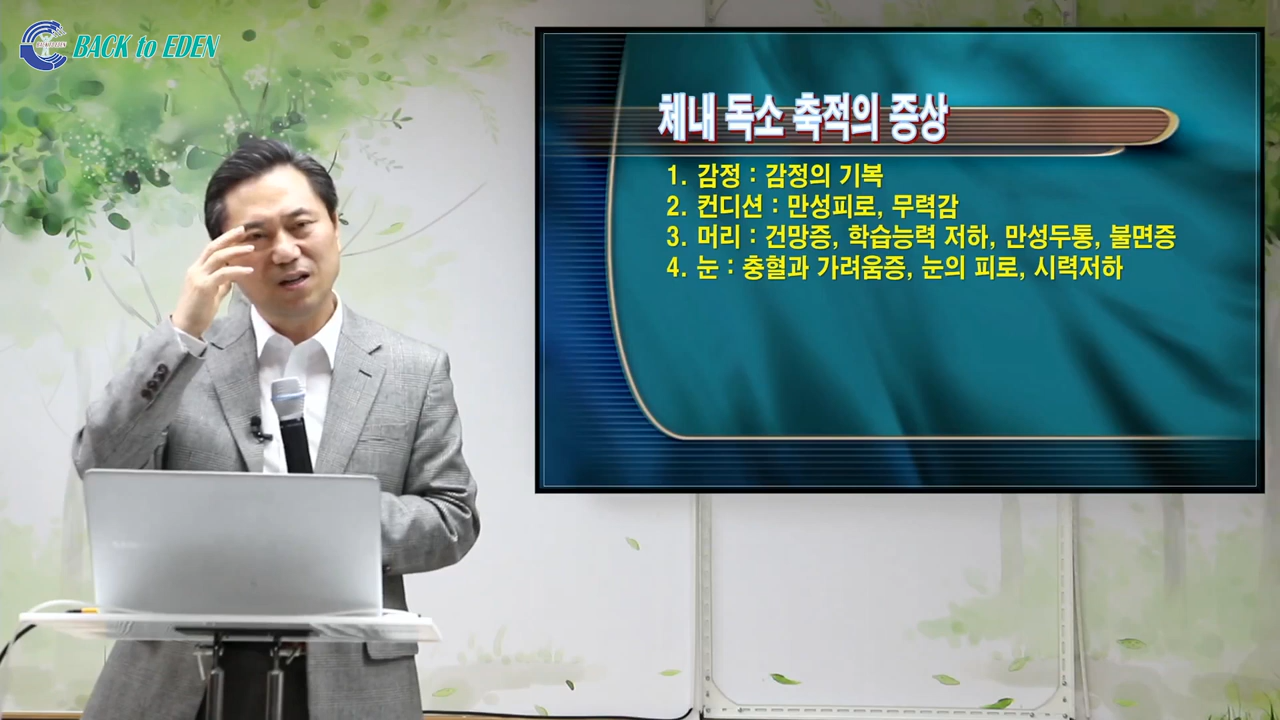 BACK to EDEN
체내 독소 축적의 증상
1. 감정 : 감정의 기복
2. 컨디션 : 만성피로, 무력감
3. 머리 : 건망증, 학습능력 저하, 만성두통, 불면증
4. 눈 : 충혈과 가려움증, 눈의 피로, 시력저하